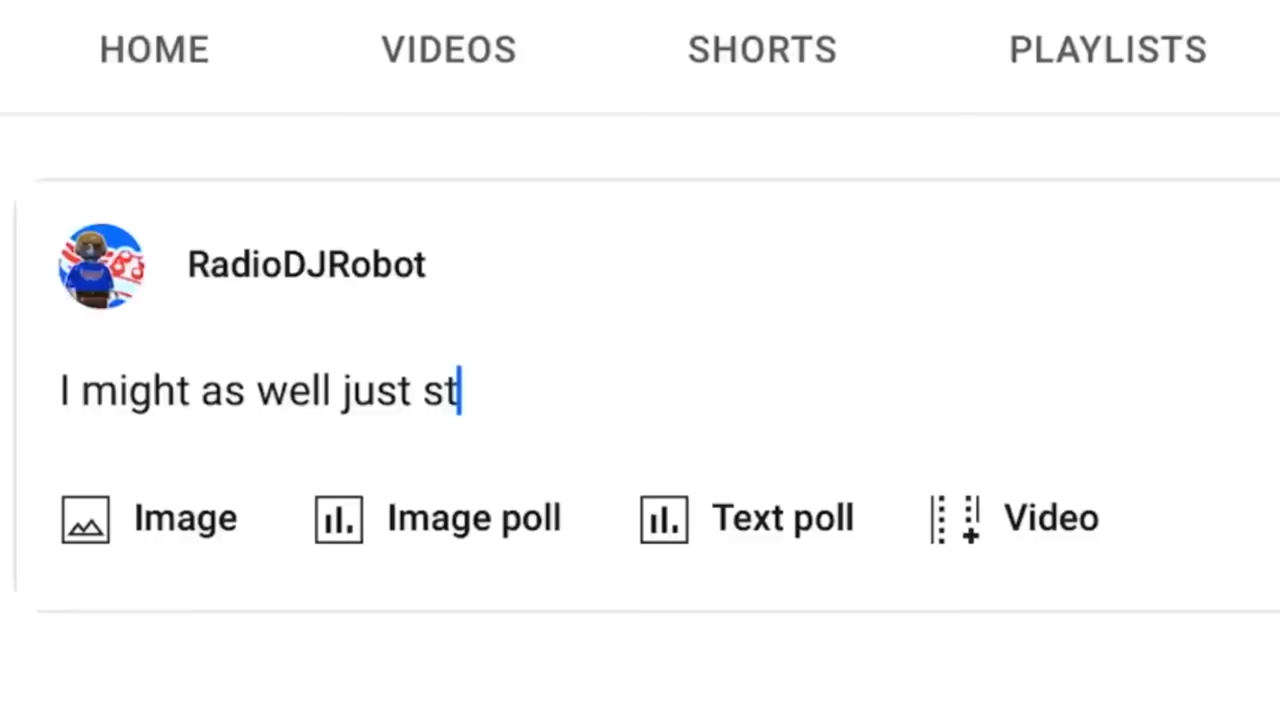 HOME VIDEOS SHORTS PLAYLISTS
RadioDJRobot
I might as well just st
Image Image poll Text poll Video